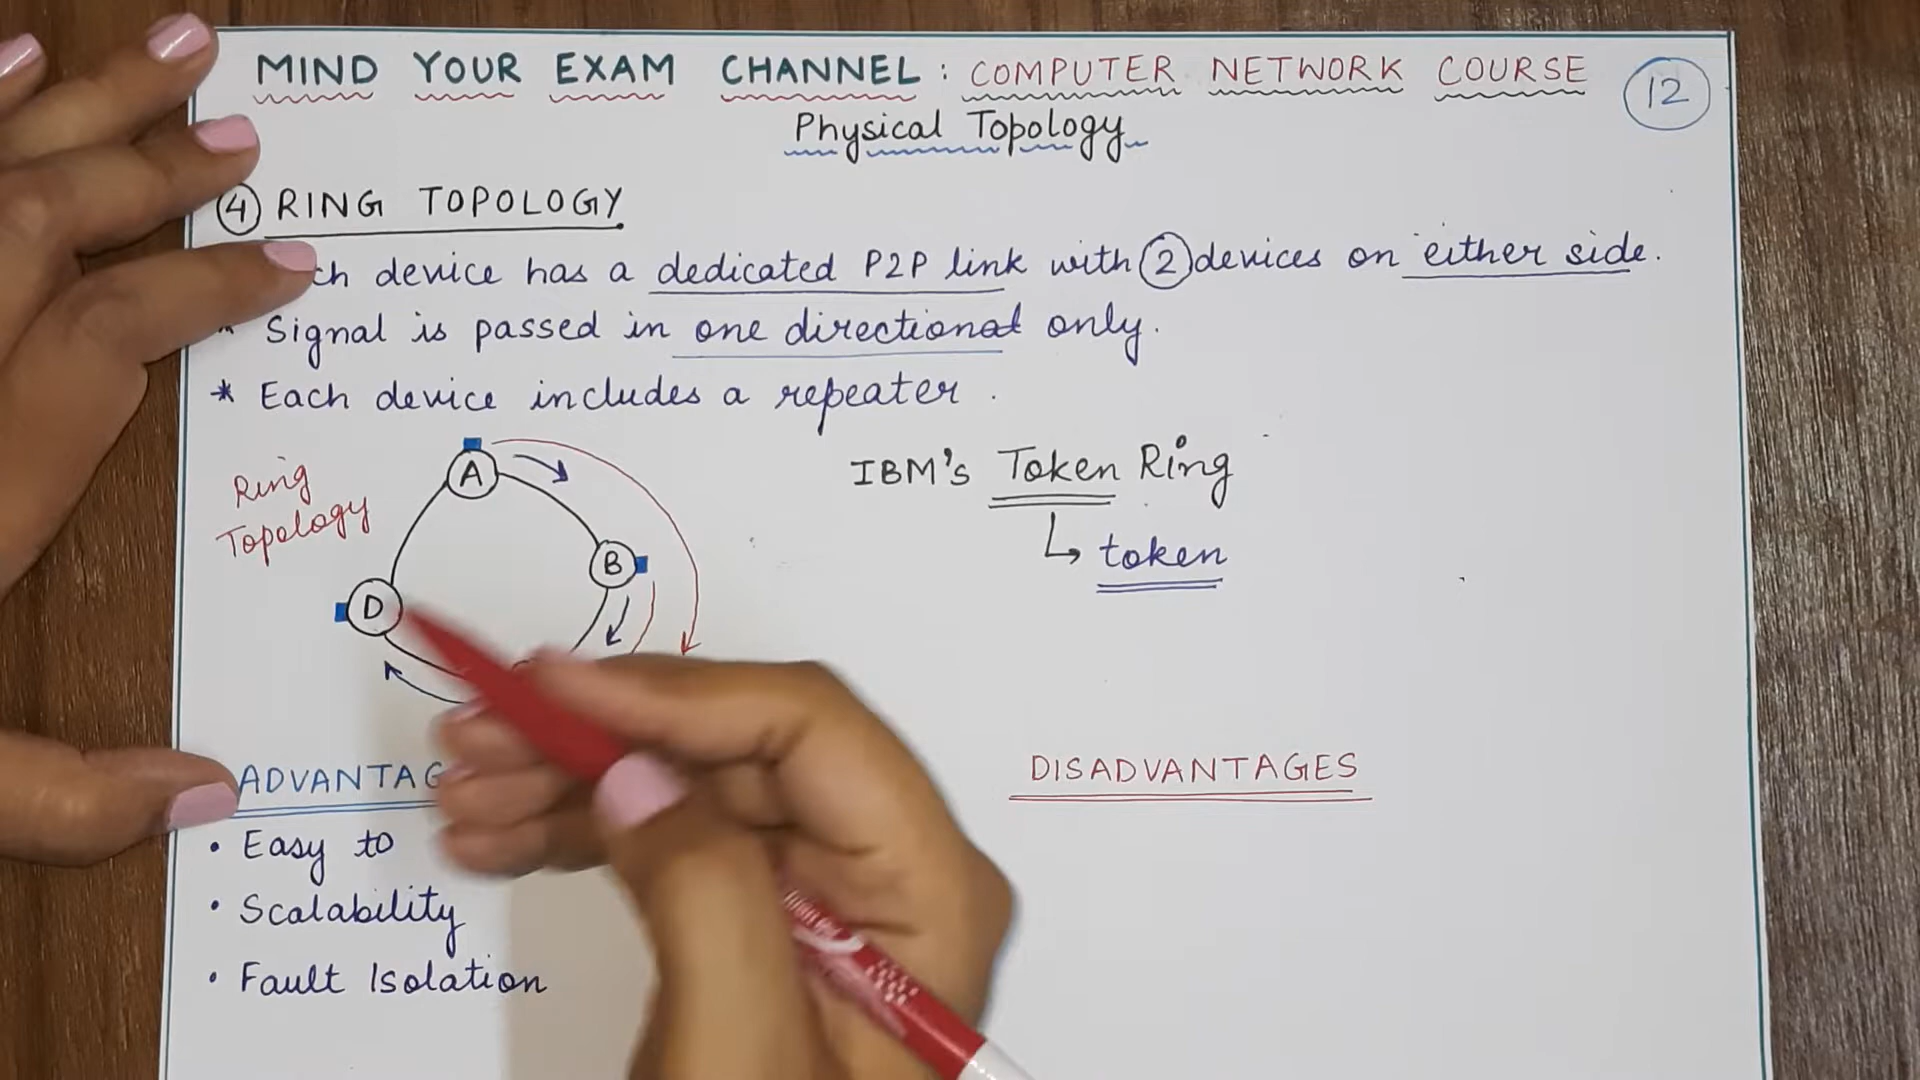 MIND YOUR EXAM CHANNEL : COMPUTER NETWORK COURSE
12
Physical Topology
4 RING TOPOLOGY
ch device has a dedicated P2P link with 2 devices on either side.
* Signal is passed in one directional only.
* Each device includes a repeater.
Ring
Topology
A
B
D
IBM's Token Ring
↳ token
ADVANTAG
• Easy to
• Scalability
• Fault Isolation
DISADVANTAGES